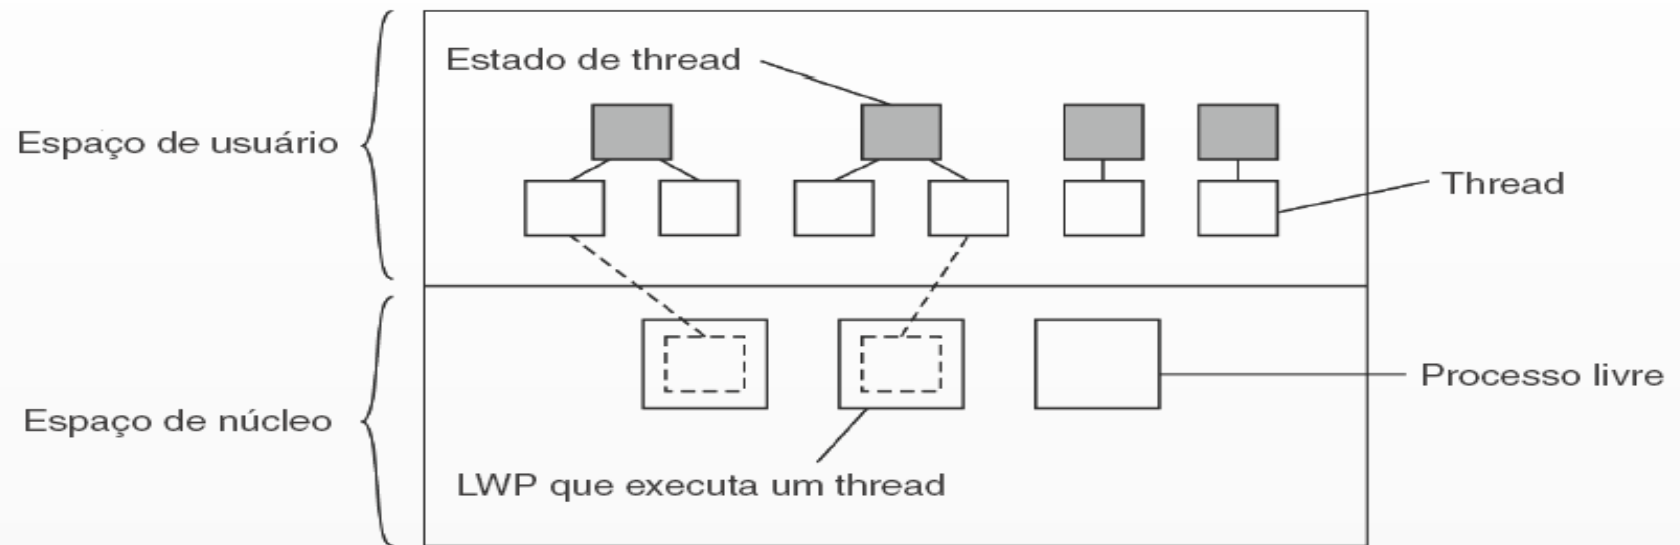 Estado de thread
Espaço de usuário
Thread
Processo livre
Espaço de núcleo
LWP que executa um thread